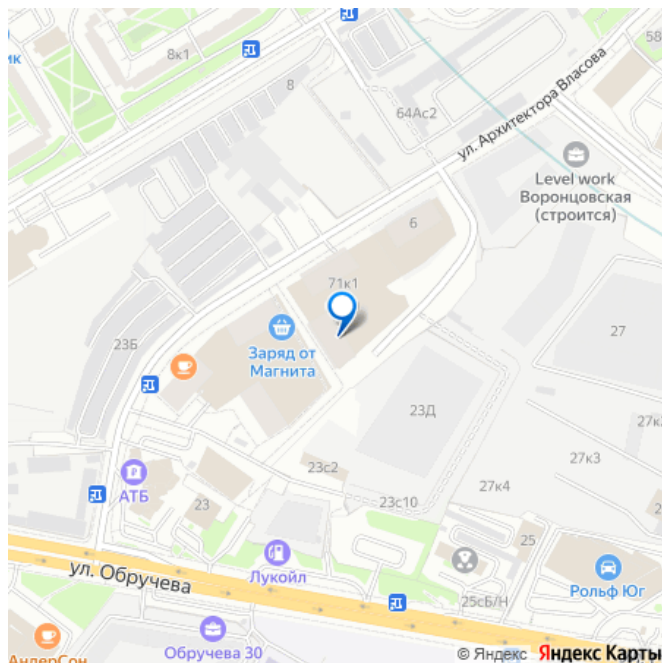 ик
8к1
8
64Ас2
58
ул. Архитектора Власова
Level work
Воронцовская
(строится)
6
71к1
Заряд от
Магнита
23Б
27
23Д
27к3
23с2
27к4
23с10
АТБ
23
25
Лукойл
ул. Обручева
Рольф Юг
25сБ/Н
Обручева 30
АндерСон
© Яндекс Яндекс Карты